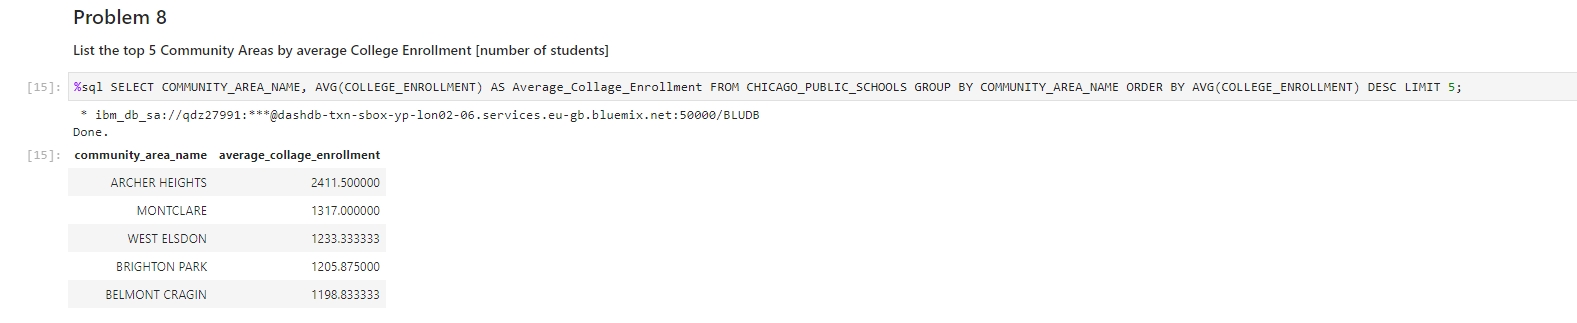 Problem 8
List the top 5 Community Areas by average College Enrollment [number of students]
[15]: %sql SELECT COMMUNITY_AREA_NAME, AVG(COLLEGE_ENROLLMENT) AS Average_Collage_Enrollment FROM CHICAGO_PUBLIC_SCHOOLS GROUP BY COMMUNITY_AREA_NAME ORDER BY AVG(COLLEGE_ENROLLMENT) DESC LIMIT 5;
* ibm_db_sa://qdz27991:***@dashdb-txn-sbox-yp-lon02-06.services.eu-gb.bluemix.net:50000/BLUDB
Done.
[15]: community_area_name average_collage_enrollment
ARCHER HEIGHTS 2411.500000
MONTCLARE 1317.000000
WEST ELSDON 1233.333333
BRIGHTON PARK 1205.875000
BELMONT CRAGIN 1198.833333